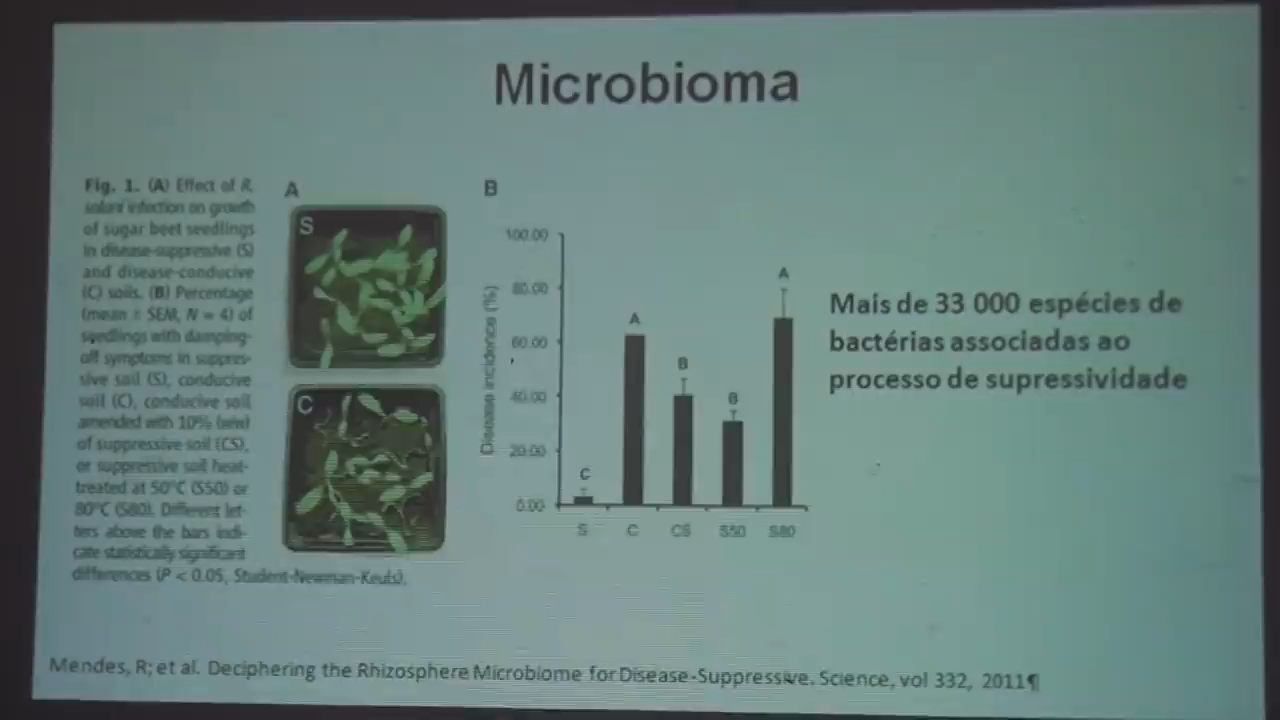 Microbioma
Fig. 1. (A) Effect of R.
solani infection on growth
of sugar beet seedlings
in disease-suppressive (S)
and disease-conducive
(C) soils. (B) Percentage
(mean ± SEM, N = 4) of
seedlings with damping-
off symptoms in suppres-
sive soil (S), conducive
soil (C), conducive soil
amended with 10% (w/w)
of suppressive soil (CS),
or suppressive soil heat-
treated at 50°C (S50) or
80°C (S80). Different let-
ters above the bars indi-
cate statistically significant
differences (P < 0.05, Student-Newman-Keuls).
A
S
C
B
Disease incidence (%)
100.00
80.00
60.00
40.00
20.00
0.00
C
A
B
B
A
S
C
CS
S50
S80
Mais de 33 000 espécies de
bactérias associadas ao
processo de supressividade
Mendes, R; et al. Deciphering the Rhizosphere Microbiome for Disease-Suppressive. Science, vol 332, 2011¶